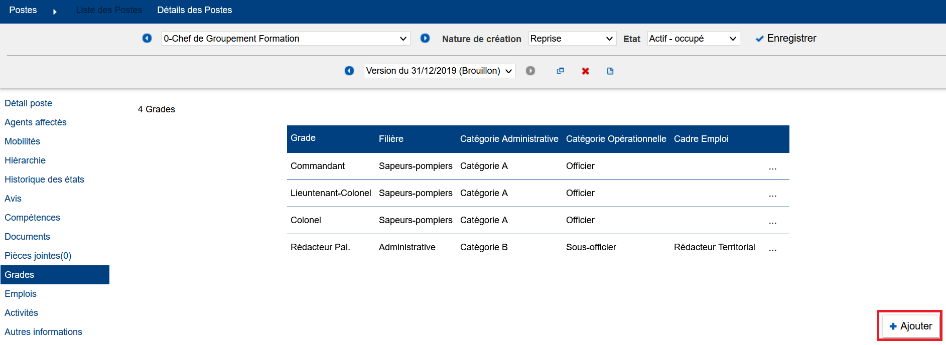 Postes Liste des Postes Détails des Postes
0-Chef de Groupement Formation Nature de création Reprise Etat Actif - occupé Enregistrer
Version du 31/12/2019 (Brouillon)
Détail poste
Agents affectés
Mobilités
Hiérarchie
Historique des états
Avis
Compétences
Documents
Pièces jointes(0)
Grades
Emplois
Activités
Autres informations
4 Grades
Grade Filière Catégorie Administrative Catégorie Opérationnelle Cadre Emploi
Commandant Sapeurs-pompiers Catégorie A Officier ...
Lieuntenant-Colonel Sapeurs-pompiers Catégorie A Officier ...
Colonel Sapeurs-pompiers Catégorie A Officier ...
Rédacteur Pal. Administrative Catégorie B Sous-officier Rédacteur Territorial ...
+ Ajouter